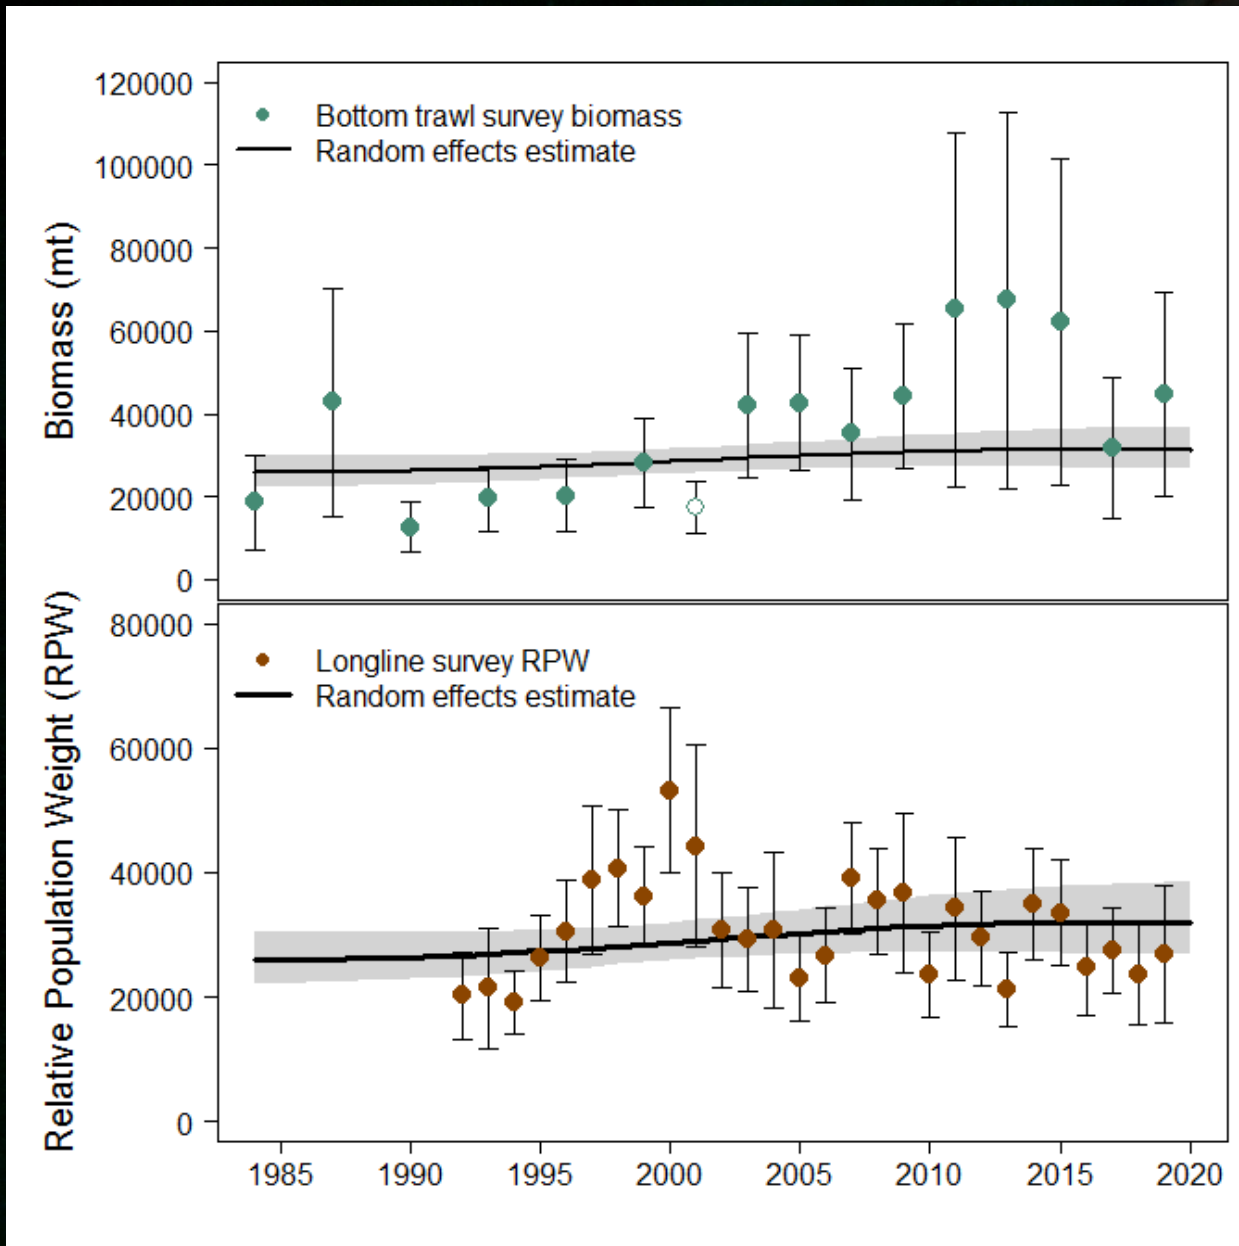 120000
100000
80000
60000
40000
20000
0
Biomass (mt)
Bottom trawl survey biomass
Random effects estimate
80000
60000
40000
20000
0
Relative Population Weight (RPW)
Longline survey RPW
Random effects estimate
1985 1990 1995 2000 2005 2010 2015 2020